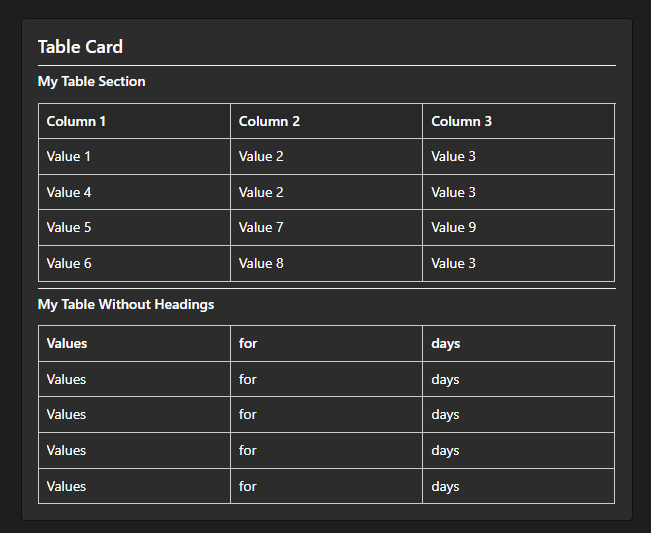 Table Card
My Table Section
Column 1 Column 2 Column 3
Value 1 Value 2 Value 3
Value 4 Value 2 Value 3
Value 5 Value 7 Value 9
Value 6 Value 8 Value 3
My Table Without Headings
Values for days
Values for days
Values for days
Values for days
Values for days